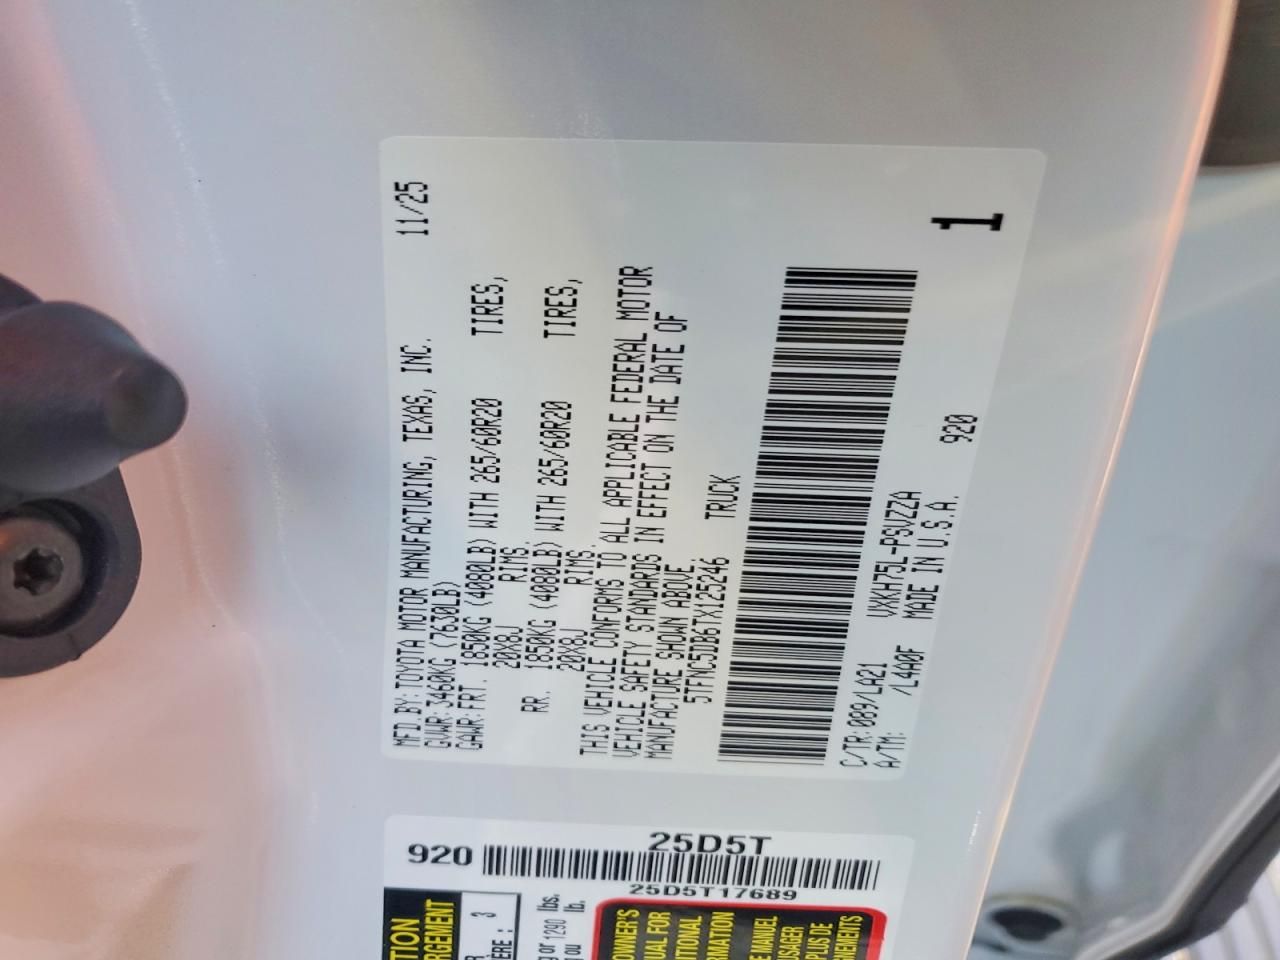 MFD.BY:TOYOTA MOTOR MANUFACTURING, TEXAS, INC. 11/25
GVWR:3460KG (7630LB)
GAWR:FRT. 1850KG (4080LB) WITH 265/60R20 TIRES,
20X8J RIMS.
RR. 1850KG (4080LB) WITH 265/60R20 TIRES,
20X8J RIMS.
THIS VEHICLE CONFORMS TO ALL APPLICABLE FEDERAL MOTOR
VEHICLE SAFETY STANDARDS IN EFFECT ON THE DATE OF
MANUFACTURE SHOWN ABOVE.
5TFNC5DB6TX125246 TRUCK
C/TR:089/LA21 VXKH75L-PSVZZA
A/TM: /L4A0F MADE IN U.S.A. 920
1
920 25D5T
25D5T17689